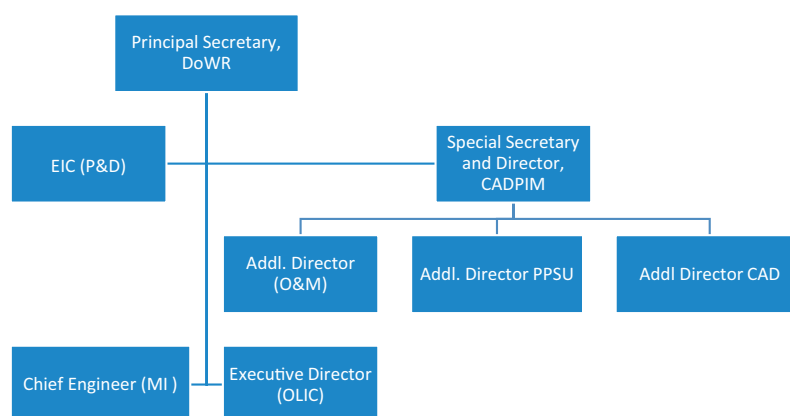 Principal Secretary,
DoWR
EIC (P&D)
Special Secretary
and Director,
CADPIM
Addl. Director
(O&M)
Addl. Director PPSU
Addl Director CAD
Chief Engineer (MI )
Executive Director
(OLIC)